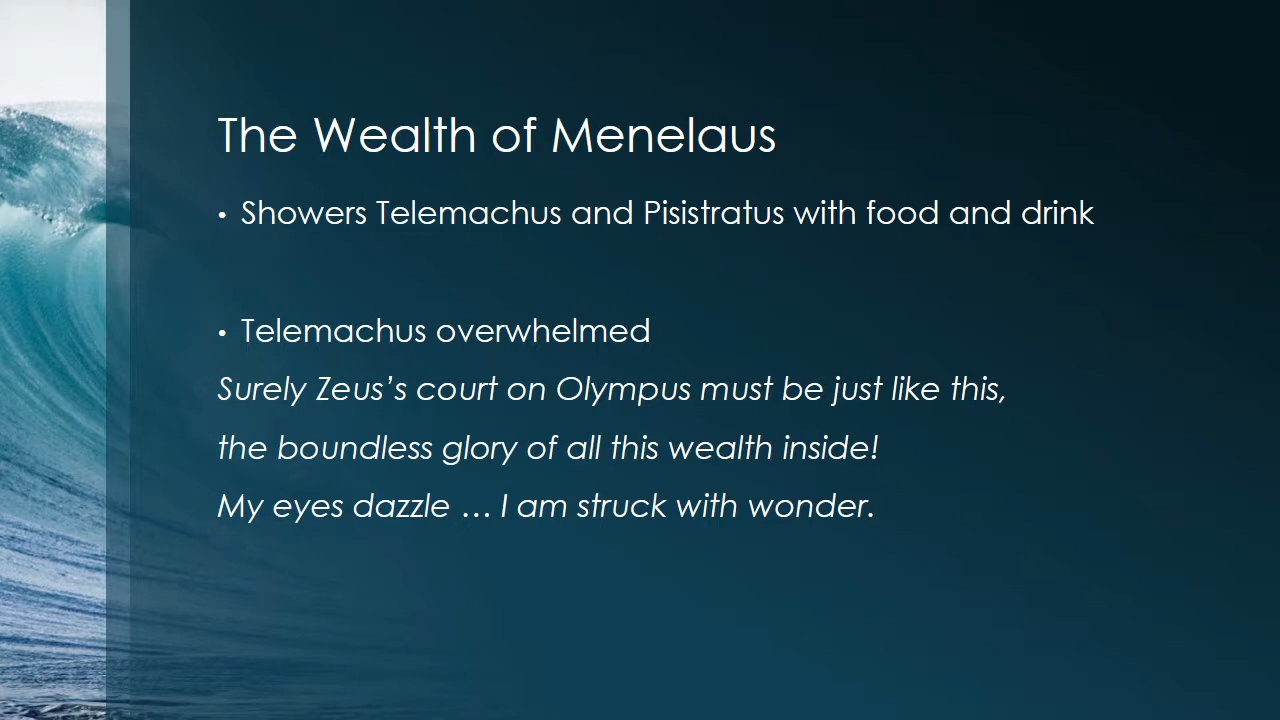 The Wealth of Menelaus
• Showers Telemachus and Pisistratus with food and drink
• Telemachus overwhelmed
Surely Zeus’s court on Olympus must be just like this,
the boundless glory of all this wealth inside!
My eyes dazzle … I am struck with wonder.